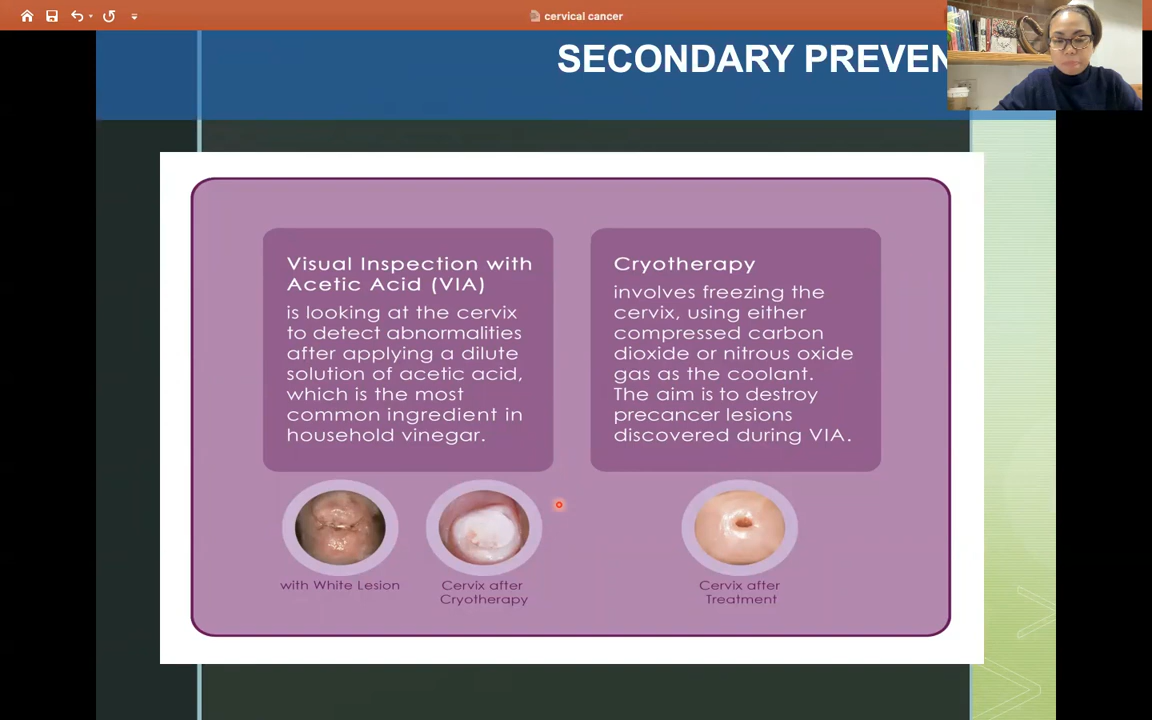 cervical cancer
SECONDARY PREVEN
Visual Inspection with
Acetic Acid (VIA)
is looking at the cervix
to detect abnormalities
after applying a dilute
solution of acetic acid,
which is the most
common ingredient in
household vinegar.
Cryotherapy
involves freezing the
cervix, using either
compressed carbon
dioxide or nitrous oxide
gas as the coolant.
The aim is to destroy
precancer lesions
discovered during VIA.
with White Lesion
Cervix after
Cryotherapy
Cervix after
Treatment